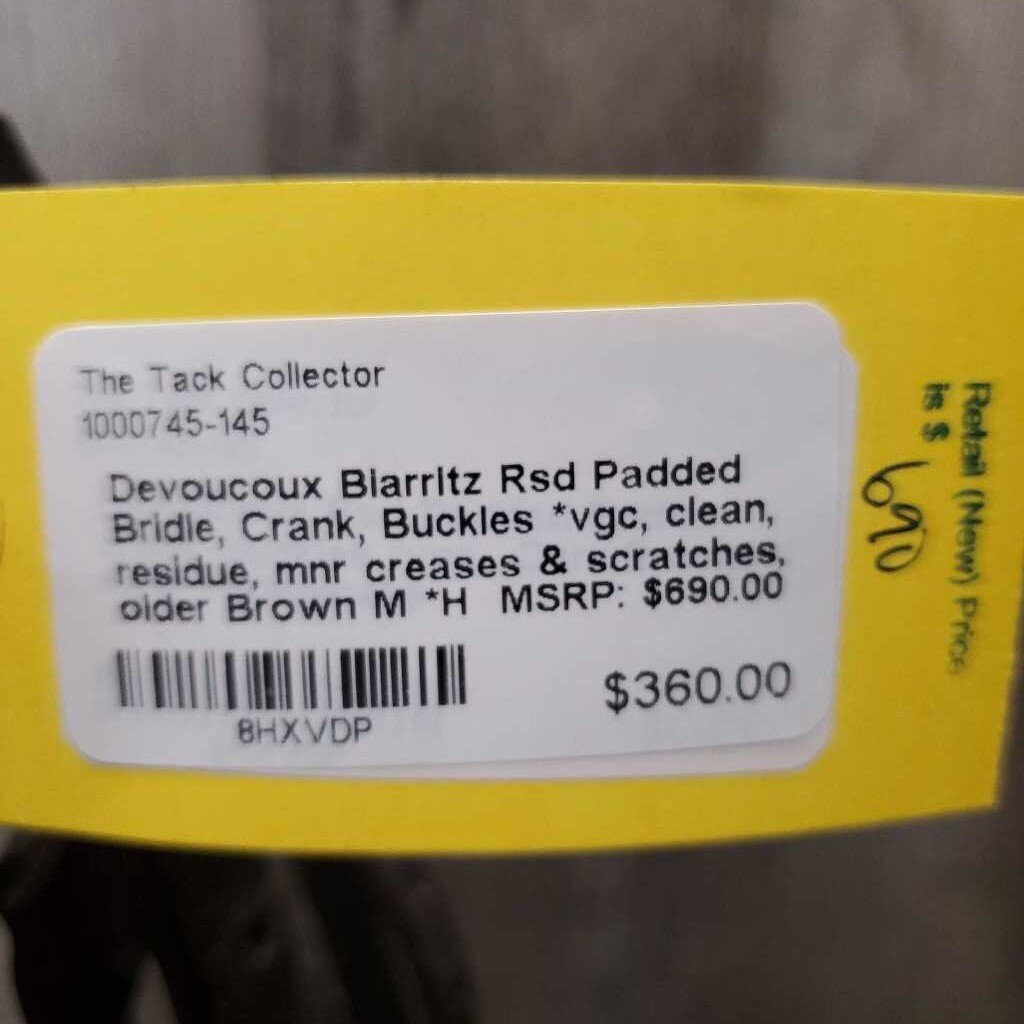 The Tack Collector
1000745-145
Devoucoux Biarritz Rsd Padded
Bridle, Crank, Buckles *vgc, clean,
residue, mnr creases & scratches,
older Brown M *H MSRP: $690.00
8HXVDP
$360.00
Retail (New) Price
is $ 690